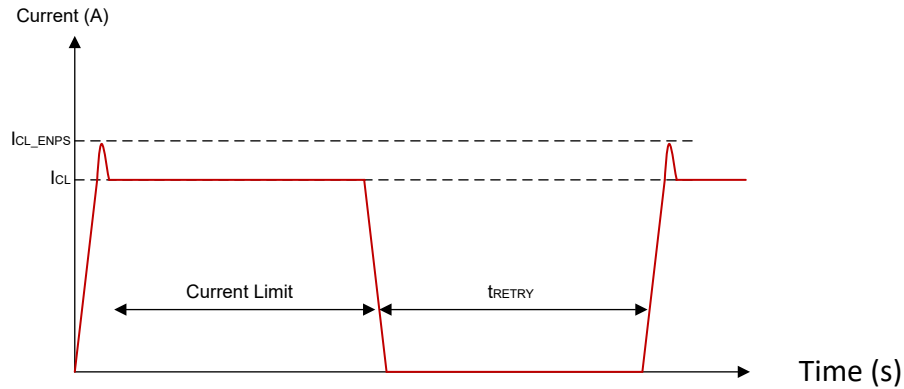 Current (A)
ICL_ENPS
ICL
Current Limit
tRETRY
Time (s)